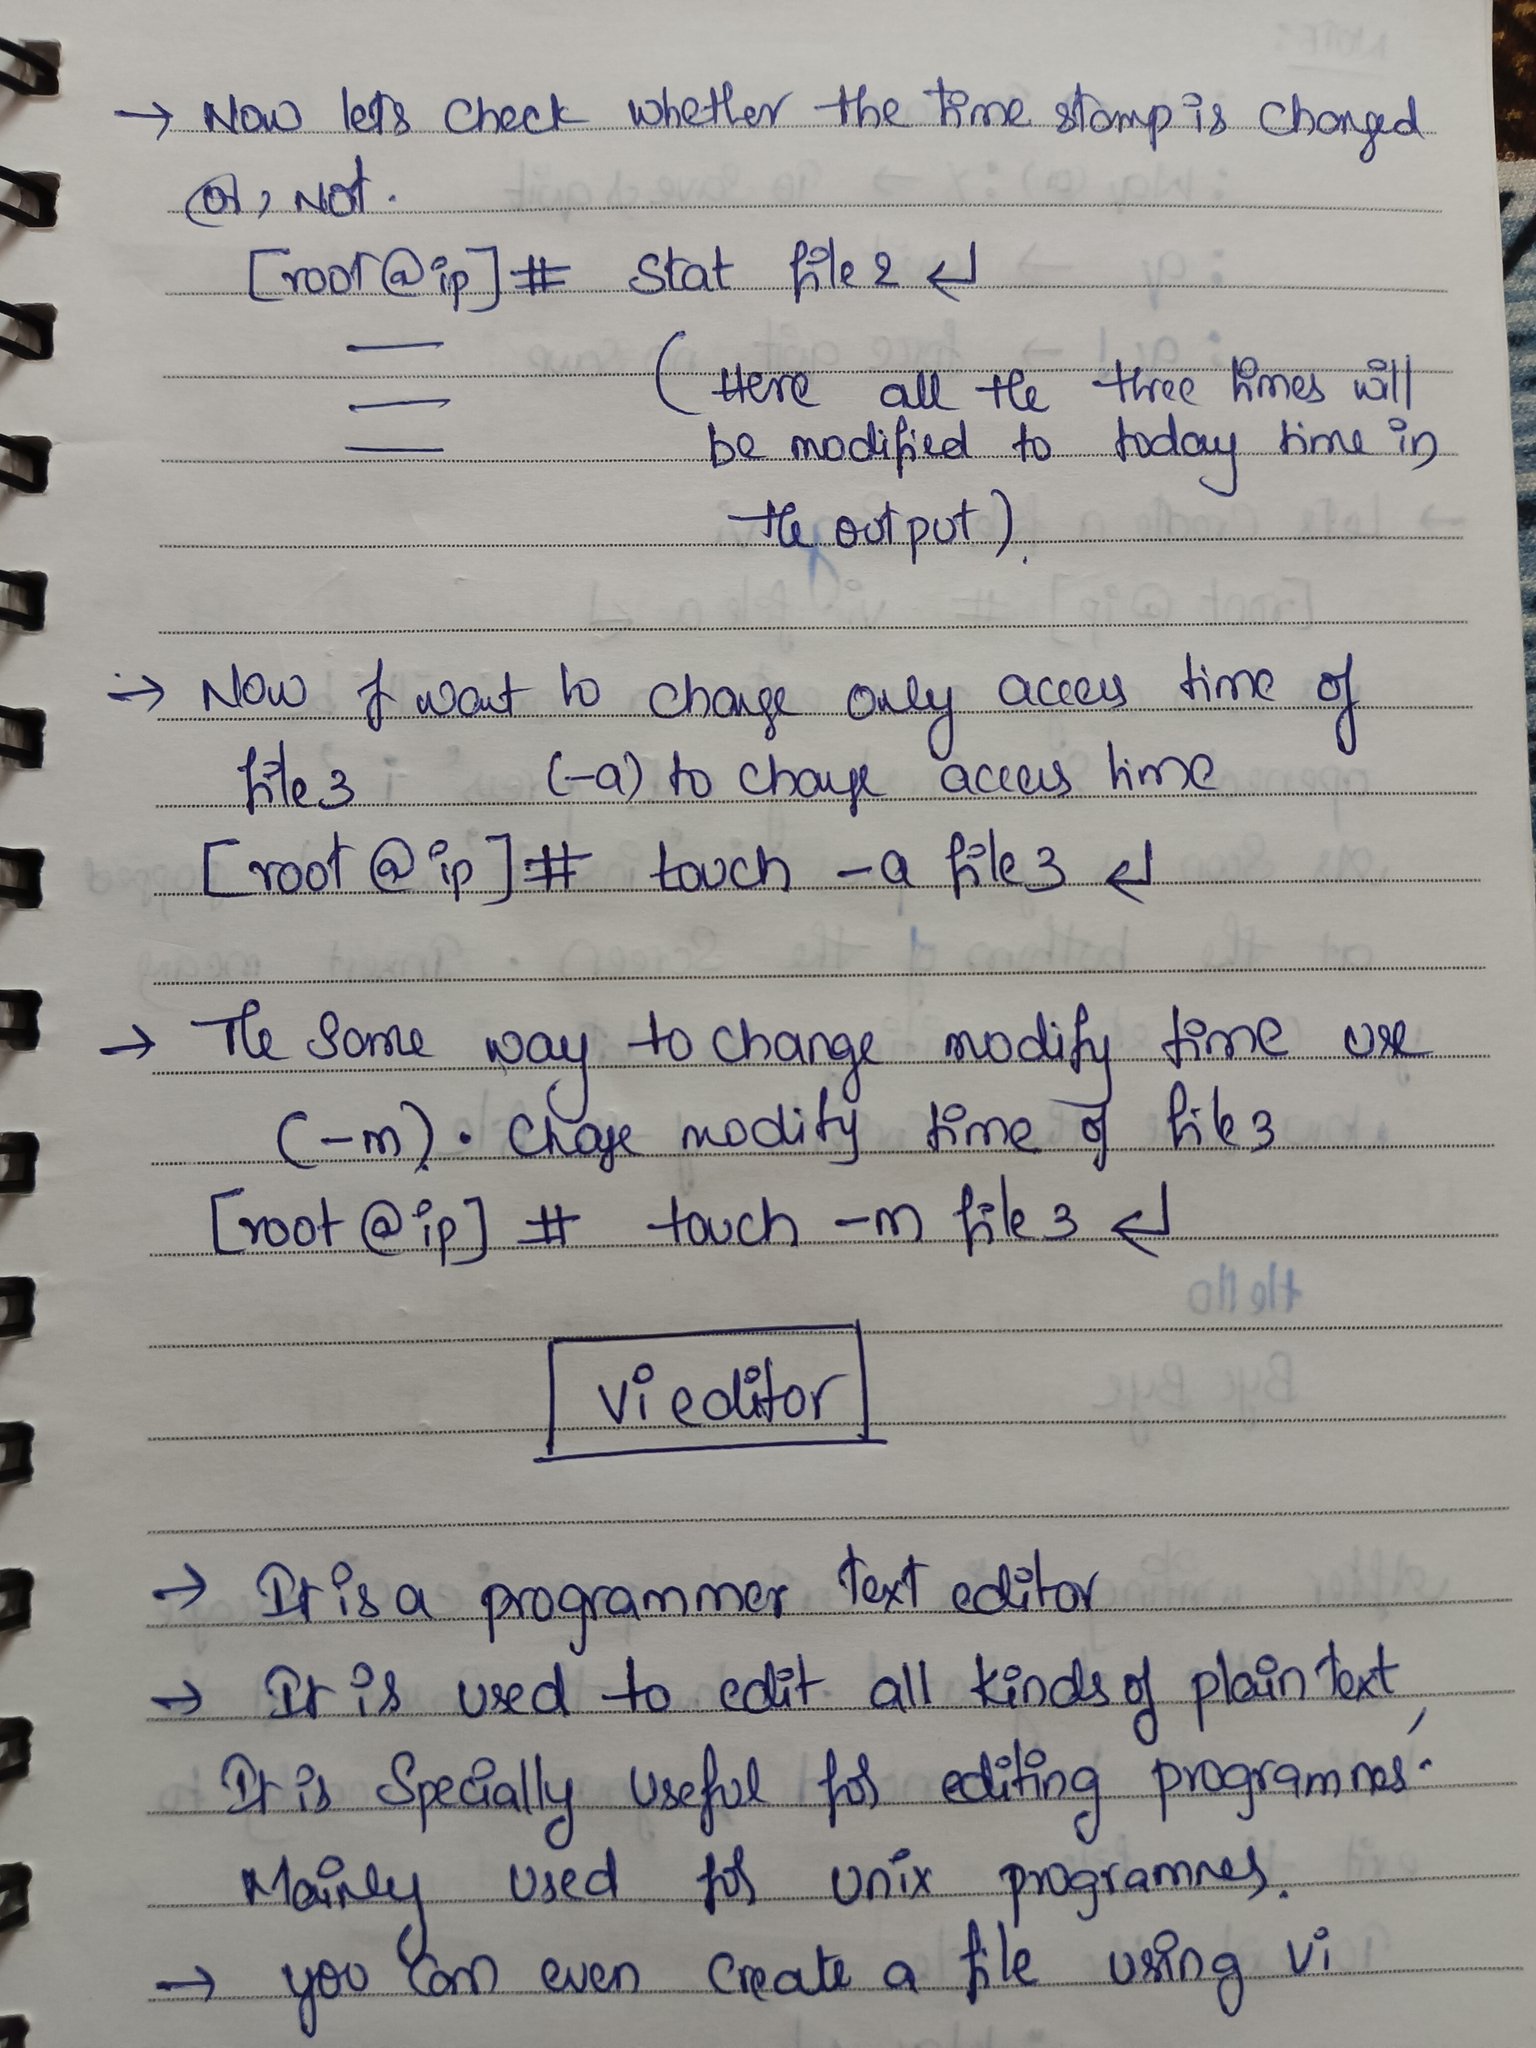 → Now lets check whether the time stamp is changed
or, Not.
[root@ip]# Stat file2 ↵
(Here all the three times will
be modified to today time in
the output).
→ Now I want to change only access time of
file3 (-a) to change access time
[root@ip]# touch -a file3 ↵
→ The Same way to change modify time use
(-m). Change modify time of file3
[root@ip] # touch -m file3 ↵
Vi editor
→ It is a programmer text editor
→ It is used to edit all kinds of plain text,
It is Specially useful for editing programmes.
Mainly used for unix programmes.
→ you can even create a file using vi